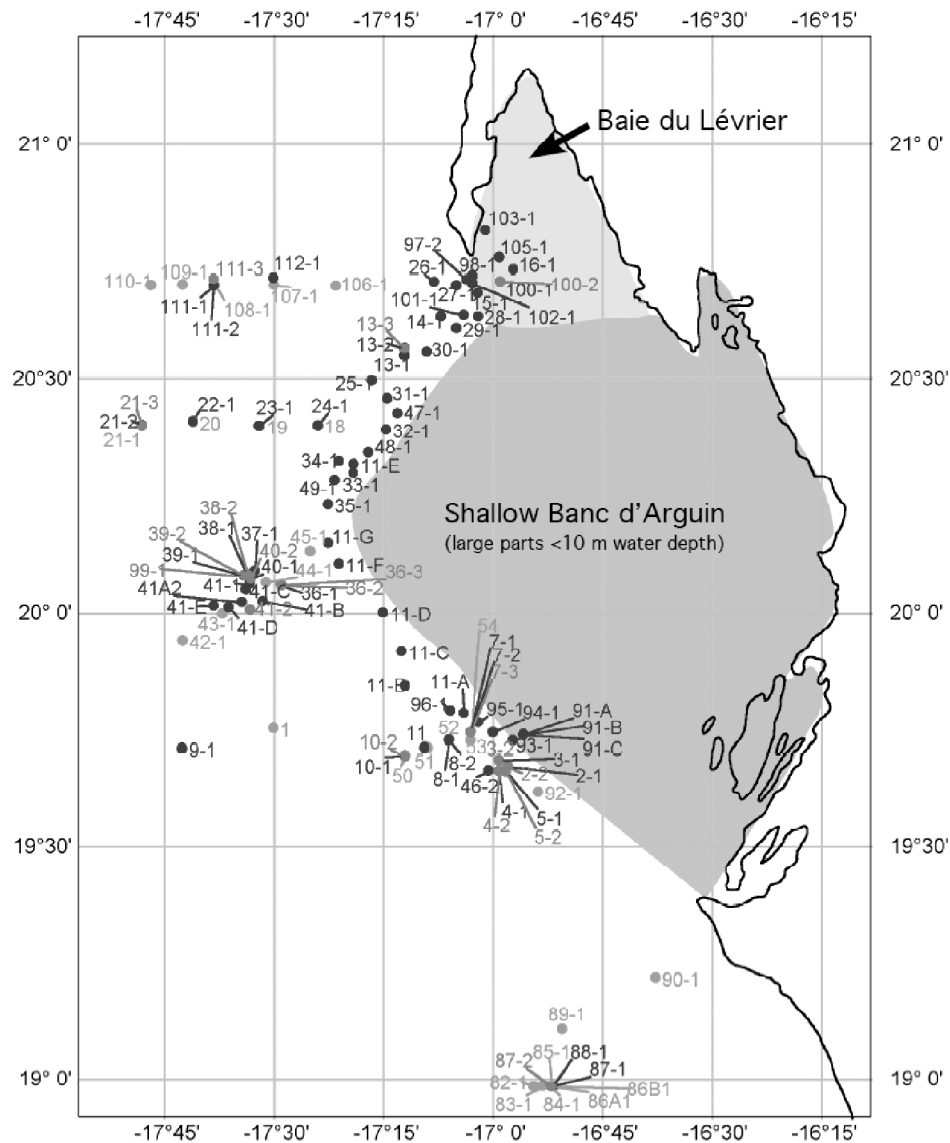 -17°45' -17°30' -17°15' -17° 0' -16°45' -16°30' -16°15'
Baie du Lévrier
21° 0' 21° 0'
103-1
97-2 105-1
110-1 109-1 111-3 112-1 26-1 98-1 16-1
111-1 108-1 107-1 106-1 27-1 15-1 100-1 100-2
111-2 101-1 28-1 102-1
13-3 14-1 29-1
13-2 30-1
13-1
20°30' 25-1 20°30'
21-3 22-1 23-1 24-1 31-1
21-2 20 19 18 47-1
21-1 32-1
48-1
34-1 11-E
49-1 33-1
38-2 35-1
39-2 38-1 37-1 45-1 11-G
39-1 40-2
99-1 40-1 44-1 11-F 36-3
41A2 41-1 41-C 36-1 36-2
20° 0' 41-E 41-2 41-B 11-D 20° 0'
43-1 41-D
42-1
Shallow Banc d'Arguin
(large parts <10 m water depth)
54
7-1
11-C 7-2
7-3
11-B 11-A
96-1 95-1 94-1 91-A
1 52 91-B
9-1 10-2 11 53 3-2 93-1 91-C
10-1 51 8-2 3-1
50 8-1 46-2 2-2 2-1
92-1
4-1 5-1
4-2 5-2
19°30' 19°30'
90-1
89-1
87-2 85-1 88-1
19° 0' 82-1 87-1 19° 0'
83-1 84-1 86A1 86B1
-17°45' -17°30' -17°15' -17° 0' -16°45' -16°30' -16°15'